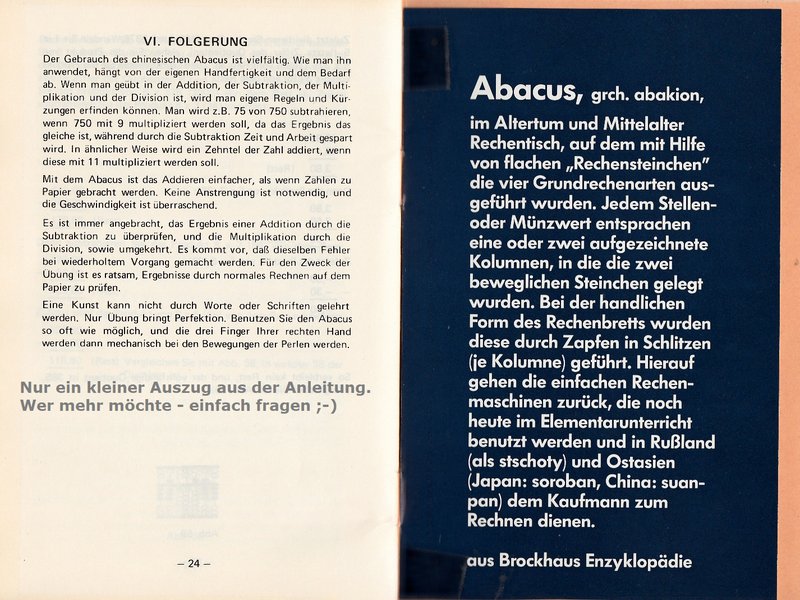 VI. FOLGERUNG
Der Gebrauch des chinesischen Abacus ist vielfältig. Wie man ihn
anwendet, hängt von der eigenen Handfertigkeit und dem Bedarf
ab. Wenn man geübt in der Addition, der Subtraktion, der Multi-
plikation und der Division ist, wird man eigene Regeln und Kür-
zungen erfinden können. Man wird z.B. 75 von 750 subtrahieren,
wenn 750 mit 9 multipliziert werden soll, da das Ergebnis das
gleiche ist, während durch die Subtraktion Zeit und Arbeit gespart
wird. In ähnlicher Weise wird ein Zehntel der Zahl addiert, wenn
diese mit 11 multipliziert werden soll.
Mit dem Abacus ist das Addieren einfacher, als wenn Zahlen zu
Papier gebracht werden. Keine Anstrengung ist notwendig, und
die Geschwindigkeit ist überraschend.
Es ist immer angebracht, das Ergebnis einer Addition durch die
Subtraktion zu überprüfen, und die Multiplikation durch die
Division, sowie umgekehrt. Es kommt vor, daß dieselben Fehler
bei wiederholtem Vorgang gemacht werden. Für den Zweck der
Übung ist es ratsam, Ergebnisse durch normales Rechnen auf dem
Papier zu prüfen.
Eine Kunst kann nicht durch Worte oder Schriften gelehrt
werden. Nur Übung bringt Perfektion. Benutzen Sie den Abacus
so oft wie möglich, und die drei Finger Ihrer rechten Hand
werden dann mechanisch bei den Bewegungen der Perlen werden.
Nur ein kleiner Auszug aus der Anleitung.
Wer mehr möchte - einfach fragen ;-)
– 24 –
Abacus, grch. abakion,
im Altertum und Mittelalter
Rechentisch, auf dem mit Hilfe
von flachen „Rechensteinchen”
die vier Grundrechenarten aus-
geführt wurden. Jedem Stellen-
oder Münzwert entsprachen
eine oder zwei aufgezeichnete
Kolumnen, in die die zwei
beweglichen Steinchen gelegt
wurden. Bei der handlichen
Form des Rechenbretts wurden
diese durch Zapfen in Schlitzen
(je Kolumne) geführt. Hierauf
gehen die einfachen Rechen-
maschinen zurück, die noch
heute im Elementarunterricht
benutzt werden und in Rußland
(als stschoty) und Ostasien
(Japan: soroban, China: suan-
pan) dem Kaufmann zum
Rechnen dienen.
aus Brockhaus Enzyklopädie